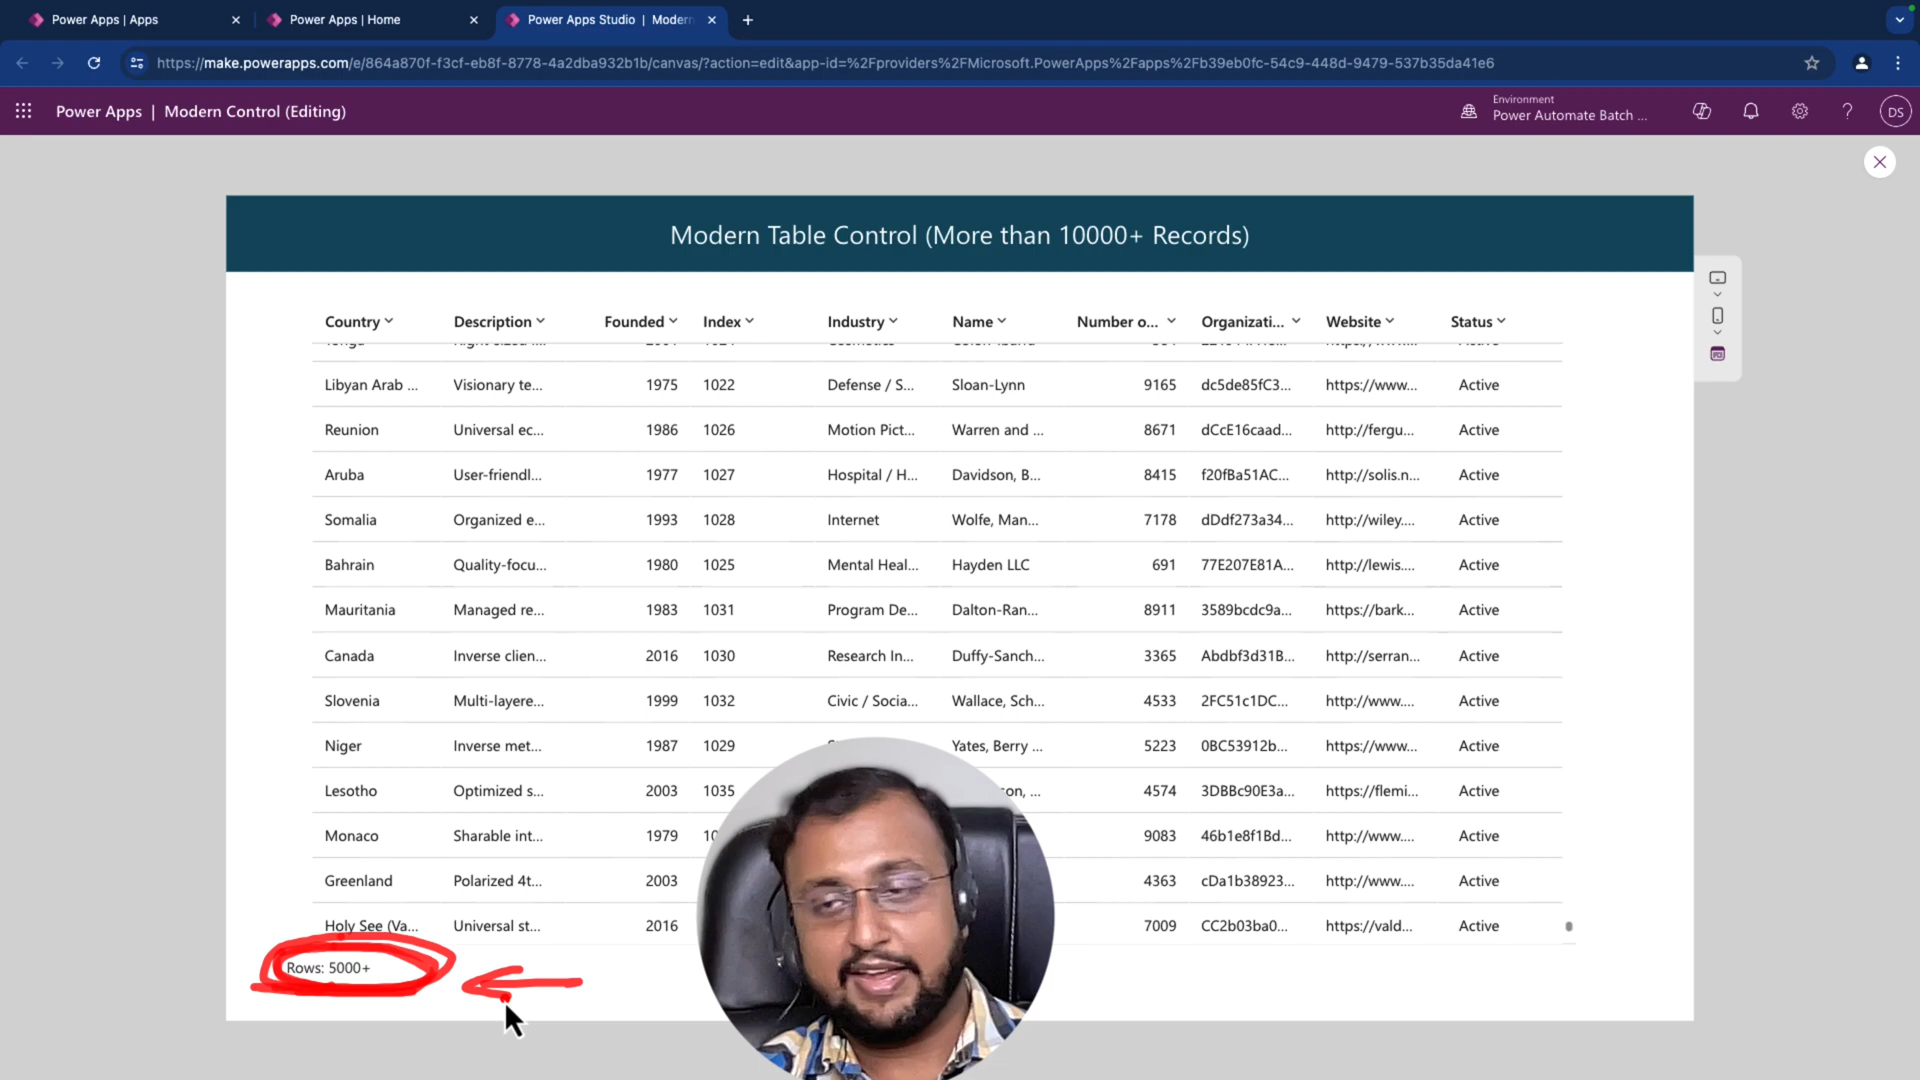 Power Apps | Apps
Power Apps | Home
Power Apps Studio | Modern
https://make.powerapps.com/e/864a870f-f3cf-eb8f-8778-4a2dba932b1b/canvas/?action=edit&app-id=%2Fproviders%2FMicrosoft.PowerApps%2Fapps%2Fb39eb0fc-54c9-448d-9479-537b35da41e6
Power Apps | Modern Control (Editing)
Environment
Power Automate Batch ...
DS
Modern Table Control (More than 10000+ Records)
Country Description Founded Index Industry Name Number o... Organizati... Website Status
Libyan Arab ... Visionary te... 1975 1022 Defense / S... Sloan-Lynn 9165 dc5de85fC3... https://www... Active
Reunion Universal ec... 1986 1026 Motion Pict... Warren and ... 8671 dCcE16caad... http://fergu... Active
Aruba User-friendl... 1977 1027 Hospital / H... Davidson, B... 8415 f20fBa51AC... http://solis.n... Active
Somalia Organized e... 1993 1028 Internet Wolfe, Man... 7178 dDdf273a34... http://wiley.... Active
Bahrain Quality-focu... 1980 1025 Mental Heal... Hayden LLC 691 77E207E81A... http://lewis.... Active
Mauritania Managed re... 1983 1031 Program De... Dalton-Ran... 8911 3589bcdc9a... https://bark... Active
Canada Inverse clien... 2016 1030 Research In... Duffy-Sanch... 3365 Abdbf3d31B... http://serran... Active
Slovenia Multi-layere... 1999 1032 Civic / Socia... Wallace, Sch... 4533 2FC51c1DC... http://www.... Active
Niger Inverse met... 1987 1029 Yates, Berry ... 5223 0BC53912b... https://www... Active
Lesotho Optimized s... 2003 1035 4574 3DBBc90E3a... https://flemi... Active
Monaco Sharable int... 1979 9083 46b1e8f1Bd... http://www.... Active
Greenland Polarized 4t... 2003 4363 cDa1b38923... http://www.... Active
Holy See (Va... Universal st... 2016 7009 CC2b03ba0... https://vald... Active
Rows: 5000+